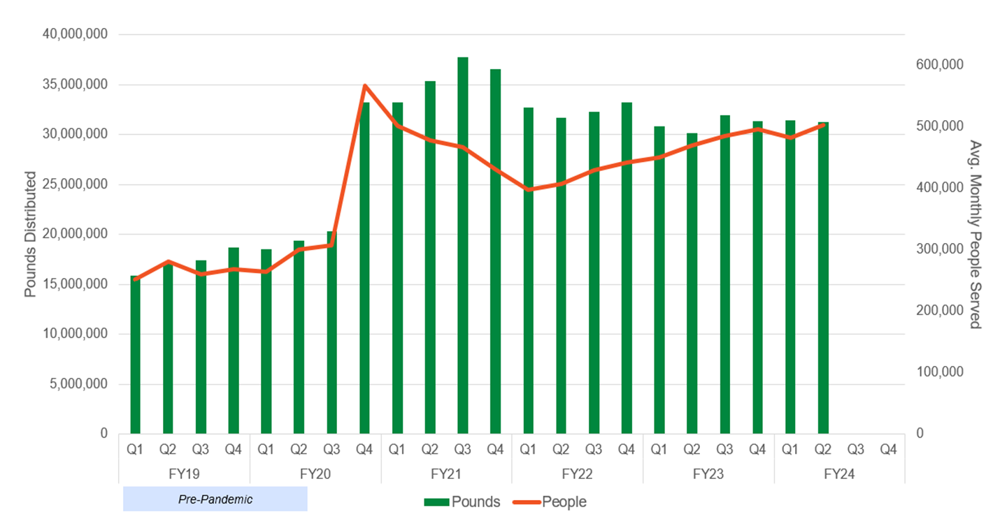 40,000,000
35,000,000
30,000,000
25,000,000
20,000,000
15,000,000
10,000,000
5,000,000
0
Pounds Distributed
600,000
500,000
400,000
300,000
200,000
100,000
0
Avg. Monthly People Served
Q1 Q2 Q3 Q4 Q1 Q2 Q3 Q4 Q1 Q2 Q3 Q4 Q1 Q2 Q3 Q4 Q1 Q2 Q3 Q4 Q1 Q2 Q3 Q4
FY19 FY20 FY21 FY22 FY23 FY24
Pre-Pandemic
Pounds People